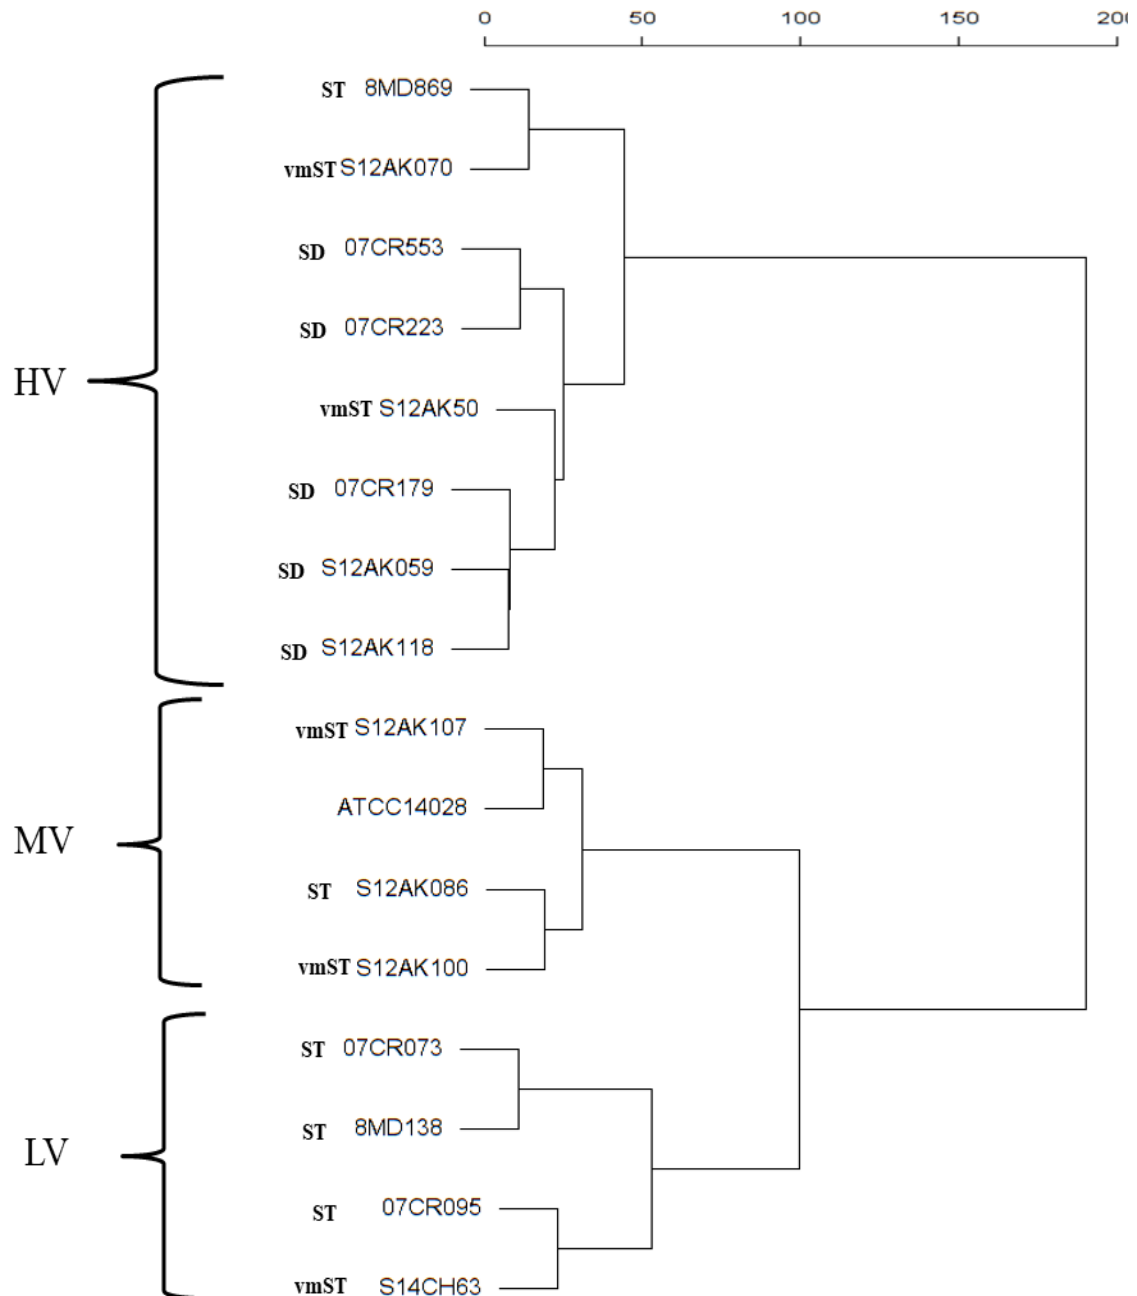 0 50 100 150
ST 8MD869
vmST S12AK070
SD 07CR553
SD 07CR223
HV
vmST S12AK50
SD 07CR179
SD S12AK059
SD S12AK118
vmST S12AK107
ATCC14028
MV
ST S12AK086
vmST S12AK100
ST 07CR073
ST 8MD138
LV
ST 07CR095
vmST S14CH63